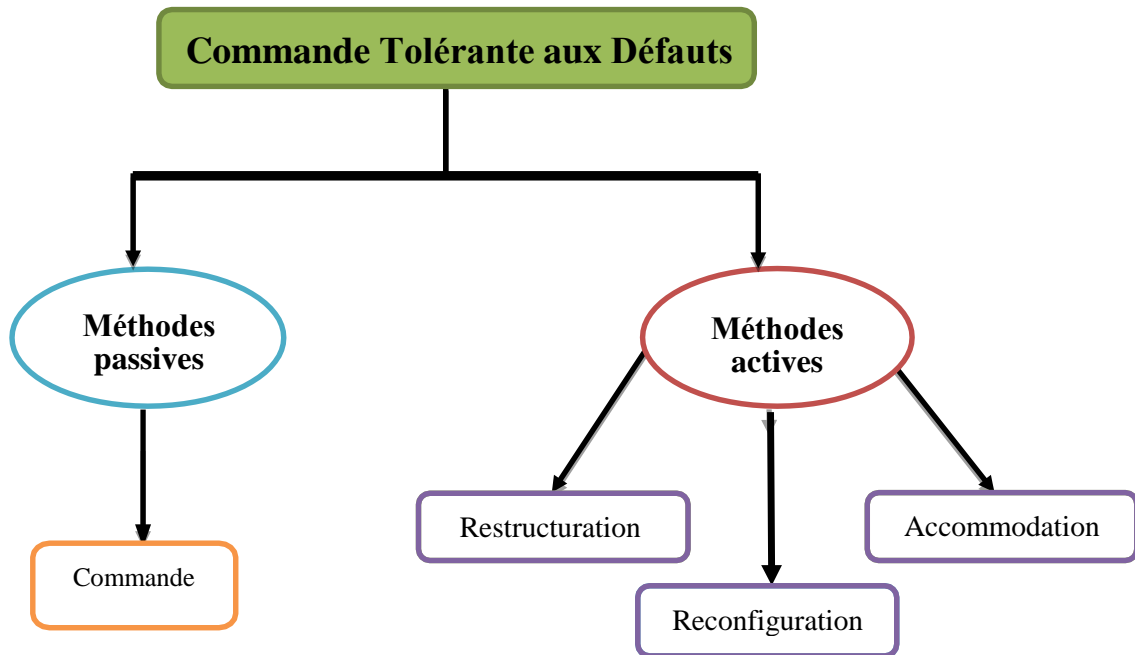 Commande Tolérante aux Défauts
Méthodes
passives
Méthodes
actives
Restructuration
Accommodation
Commande
Reconfiguration